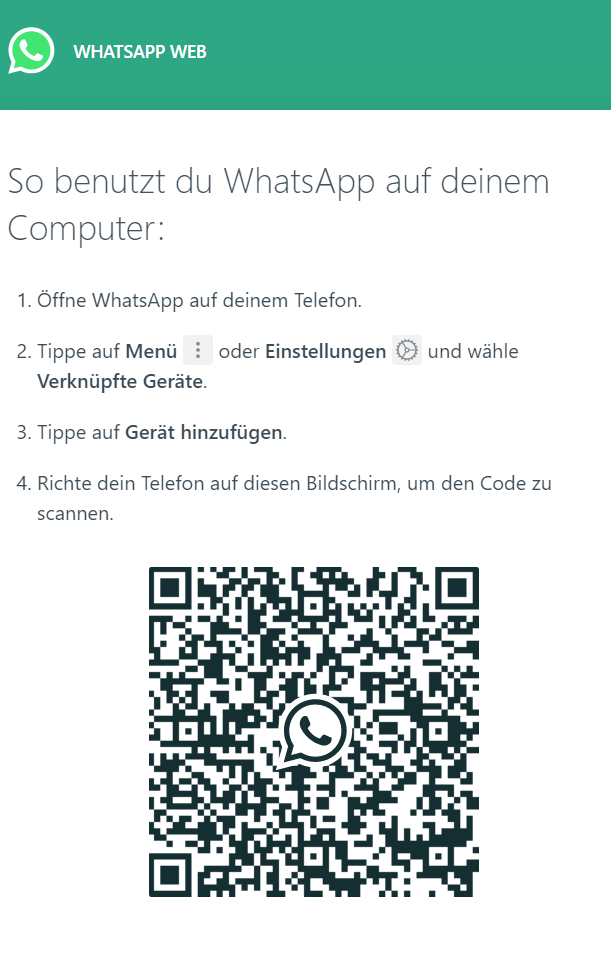 WHATSAPP WEB
So benutzt du WhatsApp auf deinem
Computer:
1. Öffne WhatsApp auf deinem Telefon.
2. Tippe auf Menü oder Einstellungen und wähle
Verknüpfte Geräte.
3. Tippe auf Gerät hinzufügen.
4. Richte dein Telefon auf diesen Bildschirm, um den Code zu
scannen.